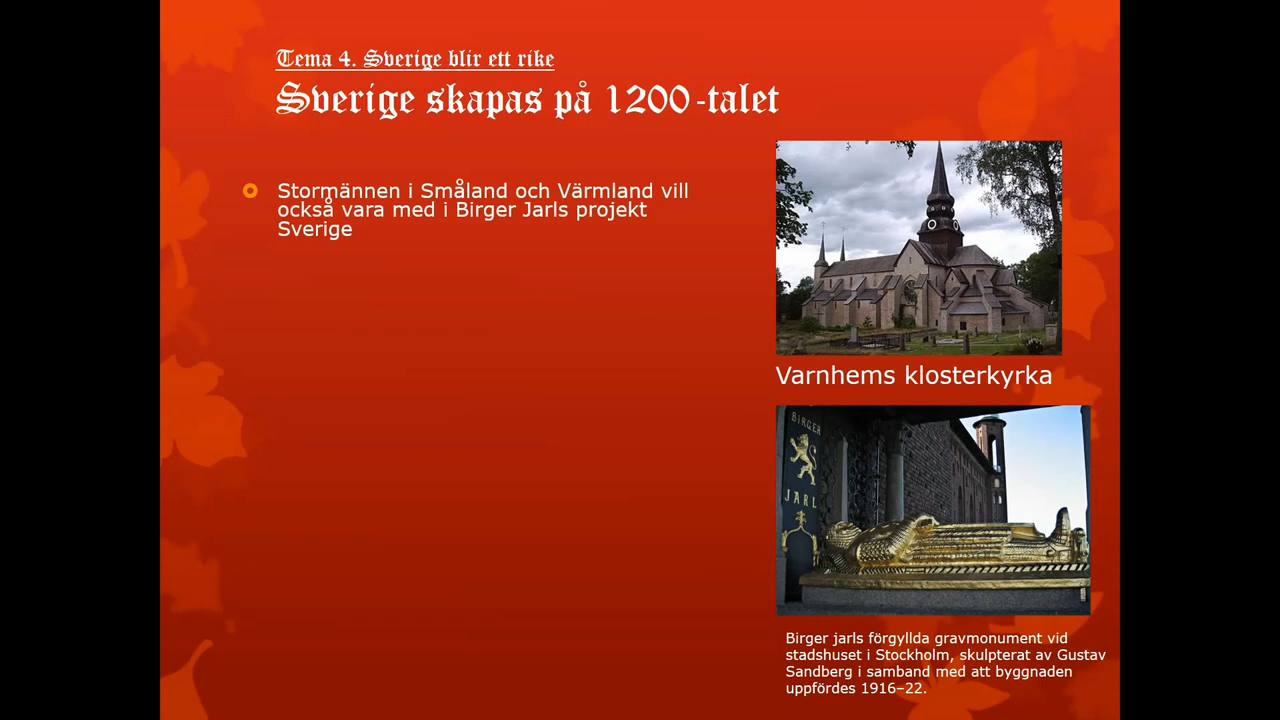 Tema 4. Sverige blir ett rike
Sverige skapas på 1200-talet
Stormännen i Småland och Värmland vill
också vara med i Birger Jarls projekt
Sverige
Varnhems klosterkyrka
BIRGER
JARL
Birger jarls förgyllda gravmonument vid
stadshuset i Stockholm, skulpterat av Gustav
Sandberg i samband med att byggnaden
uppfördes 1916–22.